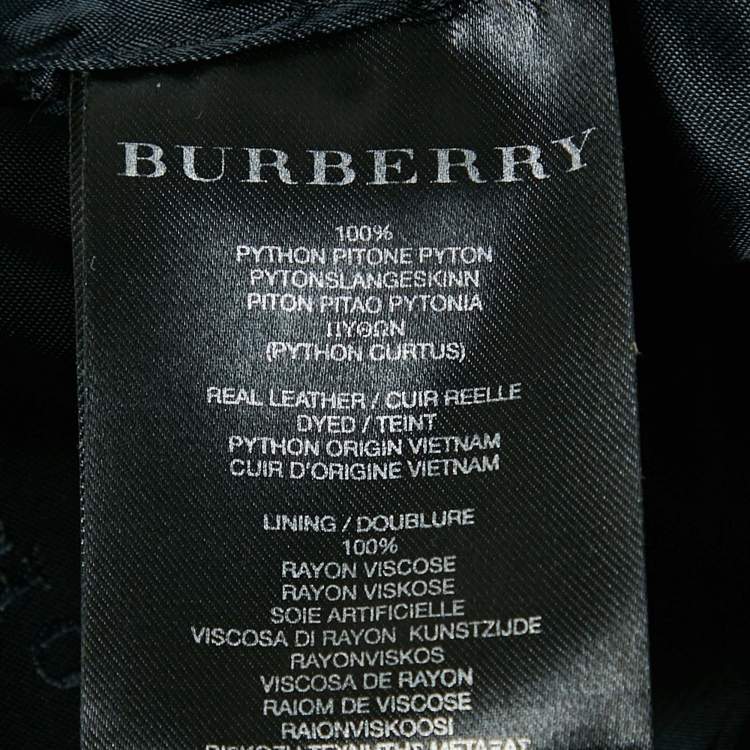 BURBERRY
100%
PYTHON PITONE PYTON
PYTONSLANGESKINN
PITON PITAO PYTONIA
ΠΥΘΩΝ
(PYTHON CURTUS)
REAL LEATHER / CUIR REELLE
DYED / TEINT
PYTHON ORIGIN VIETNAM
CUIR D'ORIGINE VIETNAM
LINING / DOUBLURE
100%
RAYON VISCOSE
RAYON VISKOSE
SOIE ARTIFICIELLE
VISCOSA DI RAYON KUNSTZIJDE
RAYONVISKOS
VISCOSA DE RAYON
RAIOM DE VISCOSE
RAIONVISKOOSI
ΤΕΧΝΗΤΗΣ ΜΕΤΑΞΑΣ